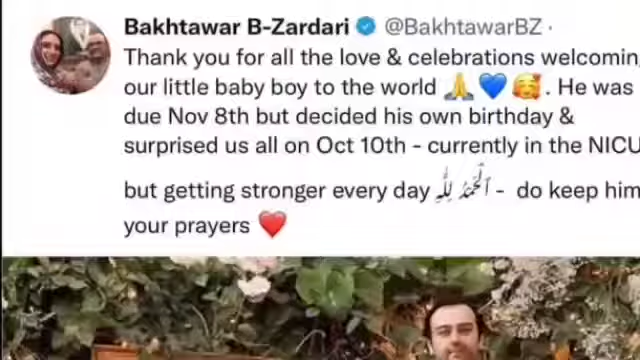 Bakhtawar B-Zardari @BakhtawarBZ ·
Thank you for all the love & celebrations welcomin
our little baby boy to the world 🙏💙🥰. He was
due Nov 8th but decided his own birthday &
surprised us all on Oct 10th - currently in the NICU
but getting stronger every day ٱلْحَمْدُ لِلَّٰهِ - do keep him
your prayers ❤️